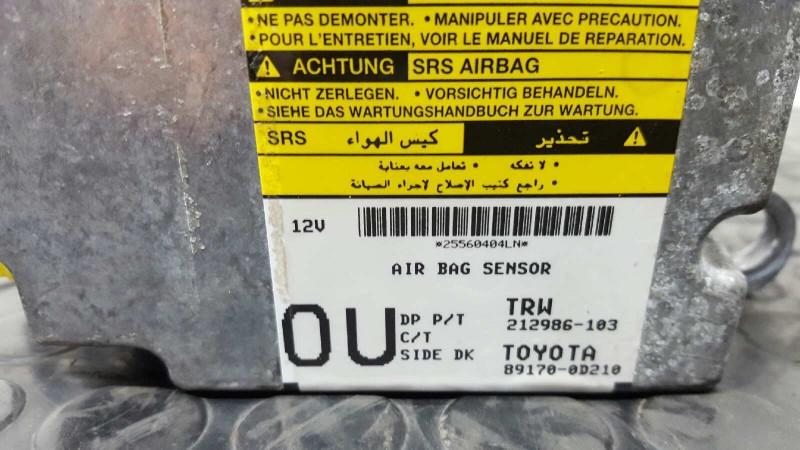 •NE PAS DEMONTER. •MANIPULER AVEC PRECAUTION.
•POUR L'ENTRETIEN, VOIR LE MANUEL DE REPARATION.
ACHTUNG SRS AIRBAG
•NICHT ZERLEGEN. •VORSICHTIG BEHANDELN.
•SIEHE DAS WARTUNGSHANDBUCH ZUR WARTUNG.
تحذير كيس الهواء SRS
• لا تفكه • تعامل معه بعناية
• راجع كتيب الاصلاح لاجراء الصيانة
12V
*25560404LN*
AIR BAG SENSOR
OU
DP P/T
C/T
SIDE DK
TRW
212986-103
TOYOTA
89170-0D210